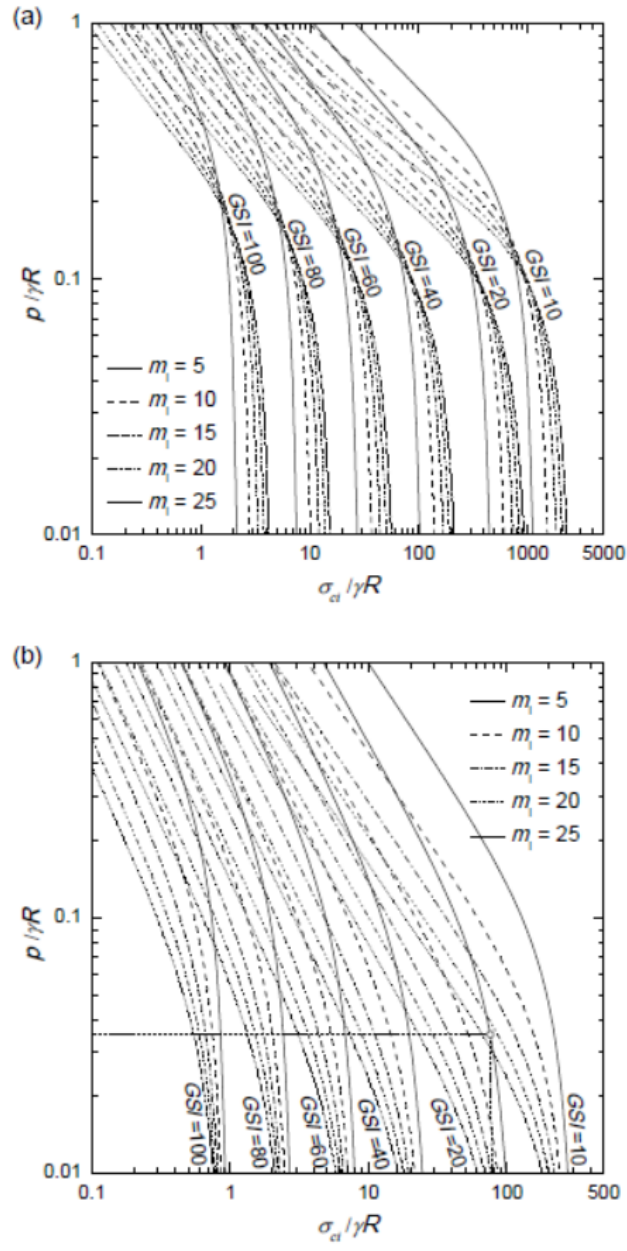 (a)
1
0.1
0.01
p/γR
GSI=100
GSI=80
GSI=60
GSI=40
GSI=20
GSI=10
mᵢ = 5
mᵢ = 10
mᵢ = 15
mᵢ = 20
mᵢ = 25
0.1 1 10 100 1000 5000
σci/γR
(b)
1
0.1
0.01
p/γR
mᵢ = 5
mᵢ = 10
mᵢ = 15
mᵢ = 20
mᵢ = 25
GSI=100
GSI=80
GSI=60
GSI=40
GSI=20
GSI=10
0.1 1 10 100 500
σci/γR